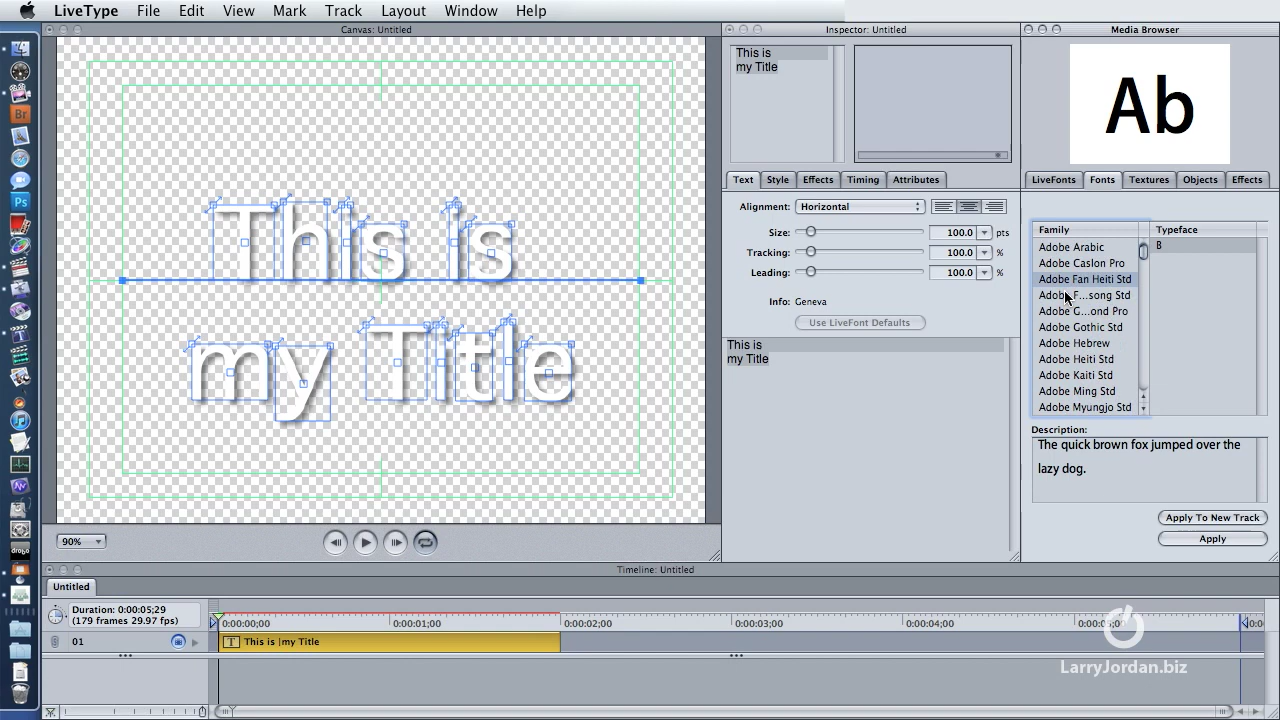 LiveType File Edit View Mark Track Layout Window Help
Canvas: Untitled
Inspector: Untitled
Media Browser
This is
my Title
Ab
Text Style Effects Timing Attributes
LiveFonts Fonts Textures Objects Effects
Alignment: Horizontal
Size: 100.0 pts
Tracking: 100.0 %
Leading: 100.0 %
Info: Geneva
Use LiveFont Defaults
This is
my Title
Family Typeface
Adobe Arabic B
Adobe Caslon Pro
Adobe Fan Heiti Std
Adobe F...song Std
Adobe G...ond Pro
Adobe Gothic Std
Adobe Hebrew
Adobe Heiti Std
Adobe Kaiti Std
Adobe Ming Std
Adobe Myungjo Std
Description:
The quick brown fox jumped over the
lazy dog.
Apply To New Track
Apply
This is
my Title
90%
Timeline: Untitled
Untitled
Duration: 0:00:05;29
(179 frames 29.97 fps)
0:00:00;00 0:00:01;00 0:00:02;00 0:00:03;00 0:00:04;00
01 This is |my Title
Br
Ps
drobo
LarryJordan.biz